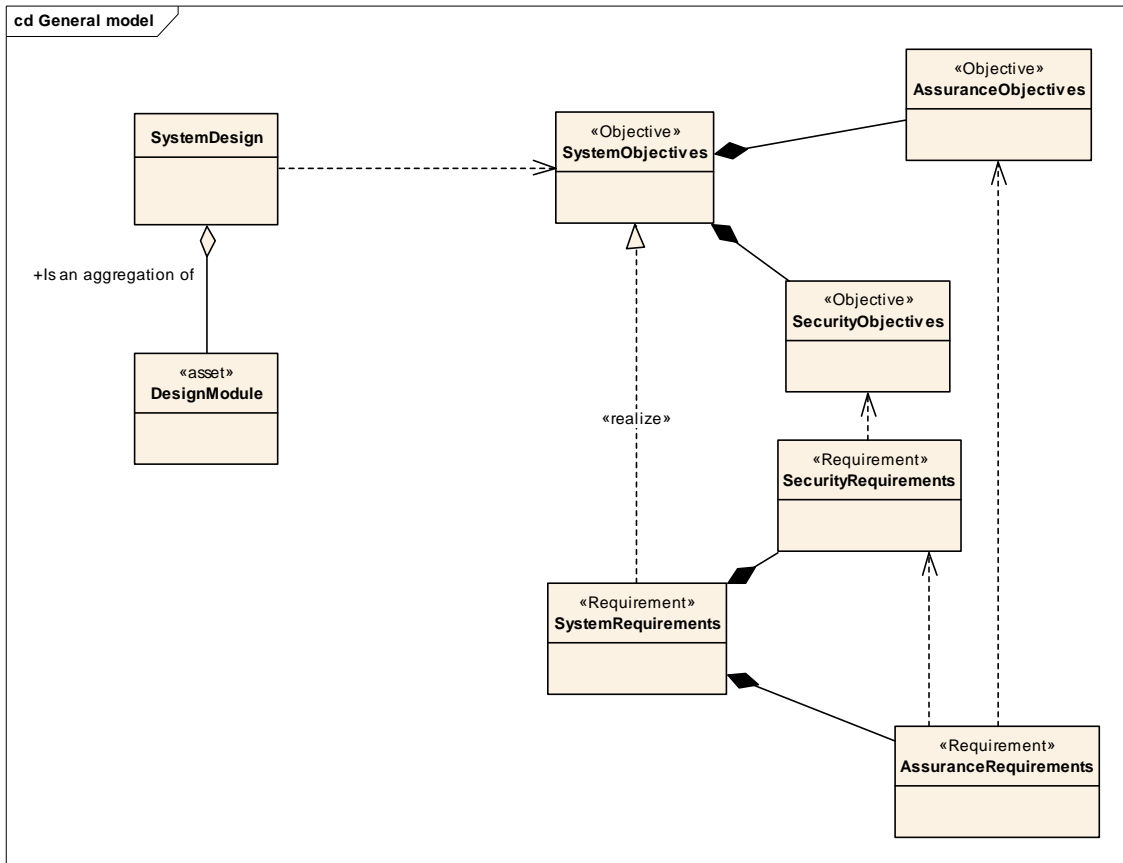 cd General model
«Objective»
AssuranceObjectives
SystemDesign
«Objective»
SystemObjectives
+Is an aggregation of
«Objective»
SecurityObjectives
«asset»
DesignModule
«realize»
«Requirement»
SecurityRequirements
«Requirement»
SystemRequirements
«Requirement»
AssuranceRequirements